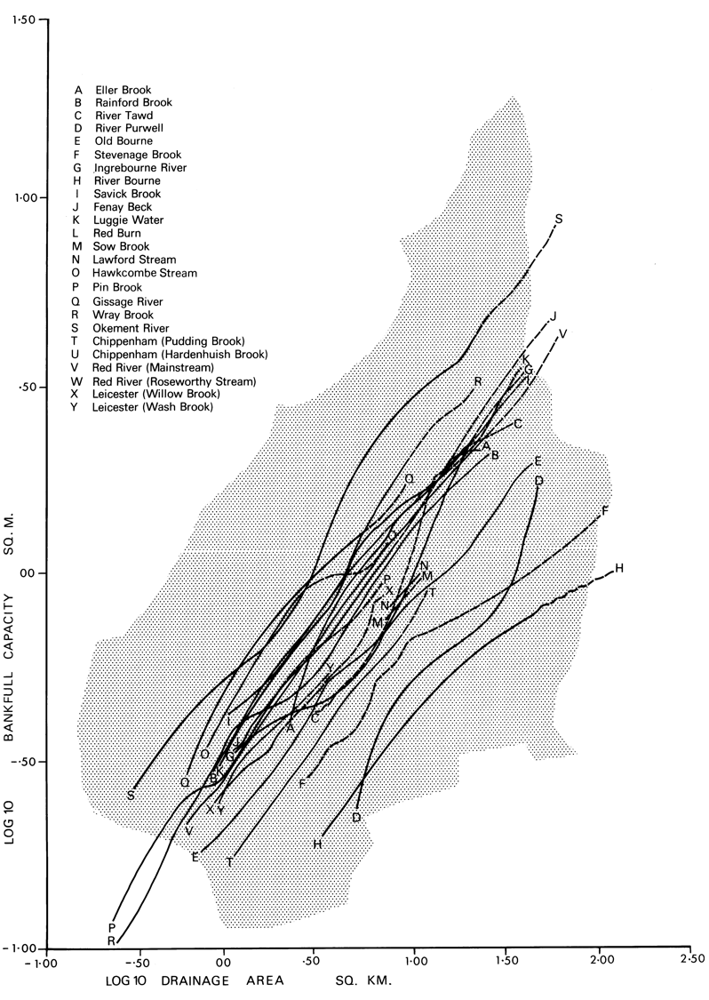 1·50
A Eller Brook
B Rainford Brook
C River Tawd
D River Purwell
E Old Bourne
F Stevenage Brook
G Ingrebourne River
H River Bourne
I Savick Brook
J Fenay Beck
K Luggie Water
L Red Burn
M Sow Brook
N Lawford Stream
O Hawkcombe Stream
P Pin Brook
Q Gissage River
R Wray Brook
S Okement River
T Chippenham (Pudding Brook)
U Chippenham (Hardenhuish Brook)
V Red River (Mainstream)
W Red River (Roseworthy Stream)
X Leicester (Willow Brook)
Y Leicester (Wash Brook)
1·00
S
J
V
K
G
·50
R
C
A
B
E
Q
D
O
F
N
H
00
M
P
X
T
N
M
Y
I
C
A
J
O
G
K
-·50
B
Q
F
S
X Y
D
V
H
E
T
P
R
-1·00
BANKFULL CAPACITY SQ. M.
LOG 10
-1·00 -·50 00 ·50 1·00 1·50 2·00 2·50
LOG 10 DRAINAGE AREA SQ. KM.